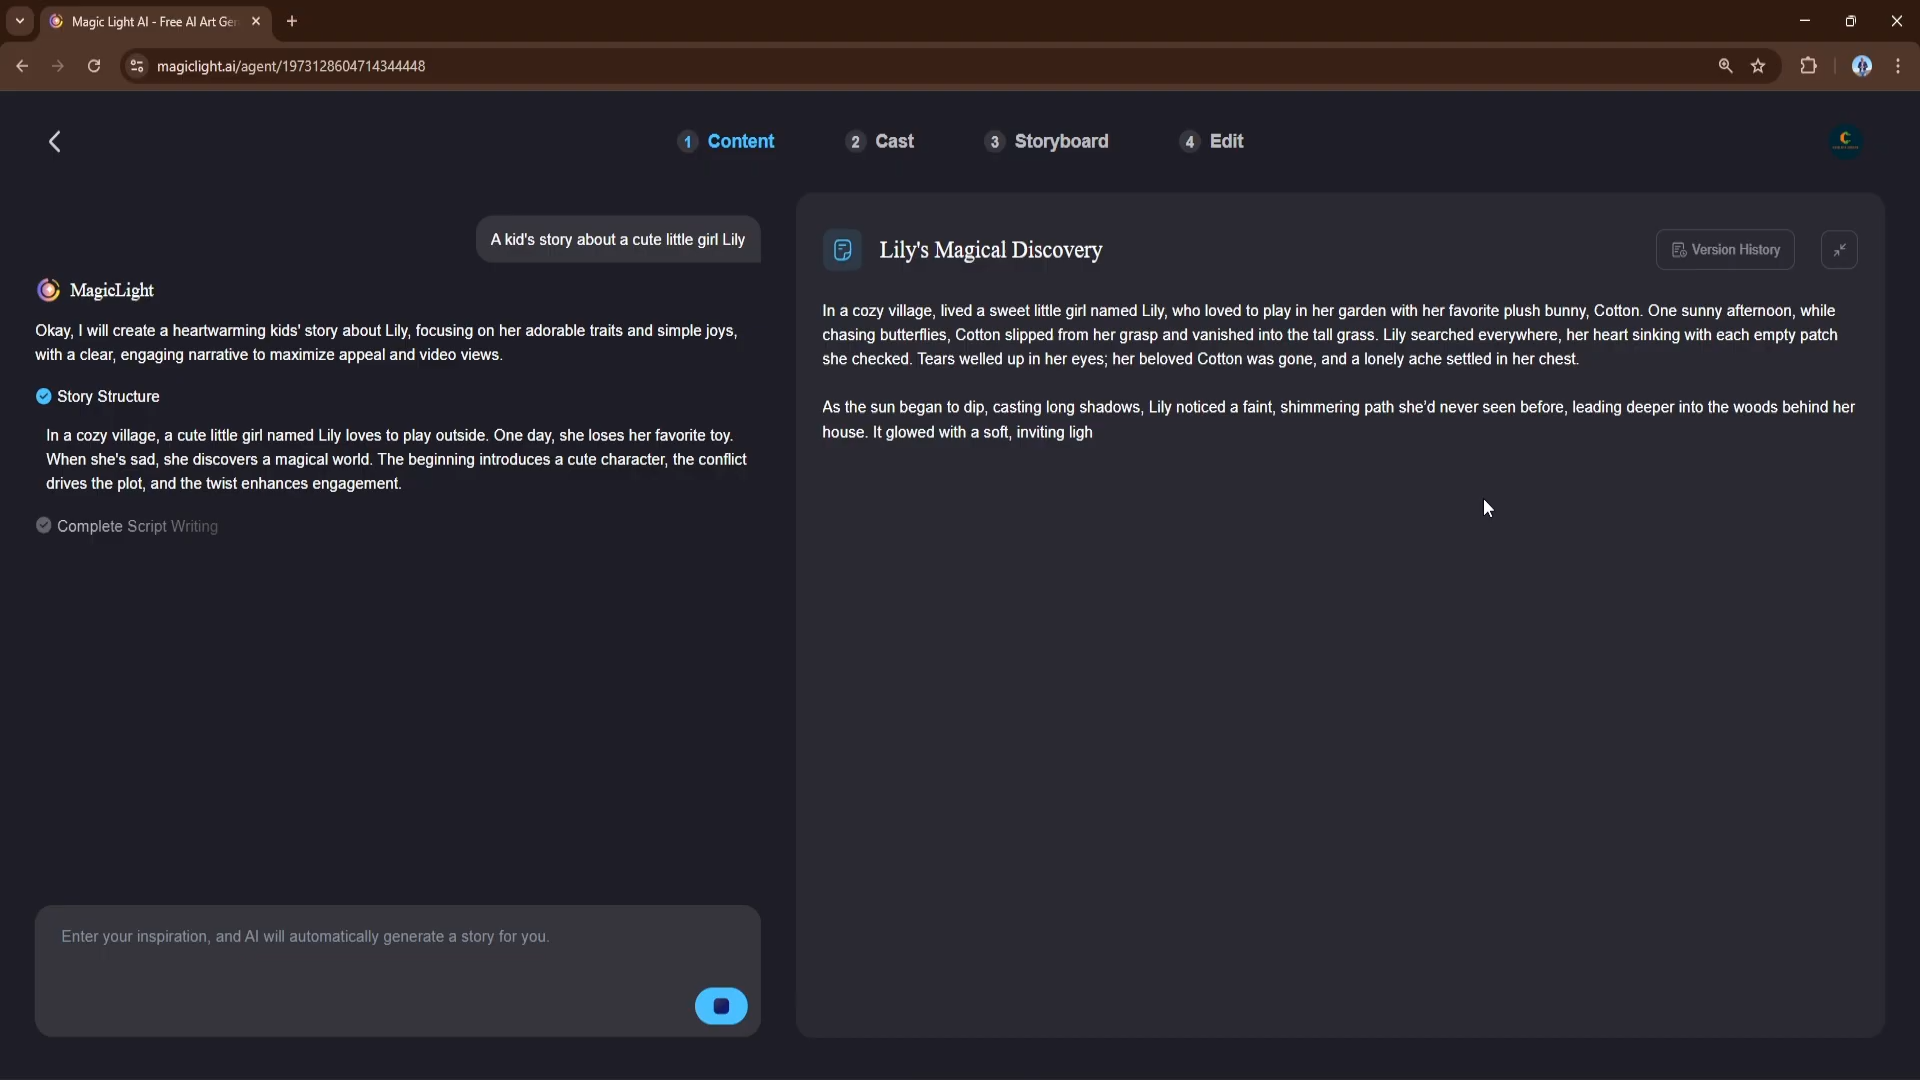 Magic Light AI - Free AI Art Ger
magiclight.ai/agent/1973128604714344448
1 Content
2 Cast
3 Storyboard
4 Edit
A kid's story about a cute little girl Lily
MagicLight
Okay, I will create a heartwarming kids' story about Lily, focusing on her adorable traits and simple joys,
with a clear, engaging narrative to maximize appeal and video views.
Story Structure
In a cozy village, a cute little girl named Lily loves to play outside. One day, she loses her favorite toy.
When she's sad, she discovers a magical world. The beginning introduces a cute character, the conflict
drives the plot, and the twist enhances engagement.
Complete Script Writing
Enter your inspiration, and AI will automatically generate a story for you.
Lily's Magical Discovery
Version History
In a cozy village, lived a sweet little girl named Lily, who loved to play in her garden with her favorite plush bunny, Cotton. One sunny afternoon, while
chasing butterflies, Cotton slipped from her grasp and vanished into the tall grass. Lily searched everywhere, her heart sinking with each empty patch
she checked. Tears welled up in her eyes; her beloved Cotton was gone, and a lonely ache settled in her chest.
As the sun began to dip, casting long shadows, Lily noticed a faint, shimmering path she’d never seen before, leading deeper into the woods behind her
house. It glowed with a soft, inviting ligh